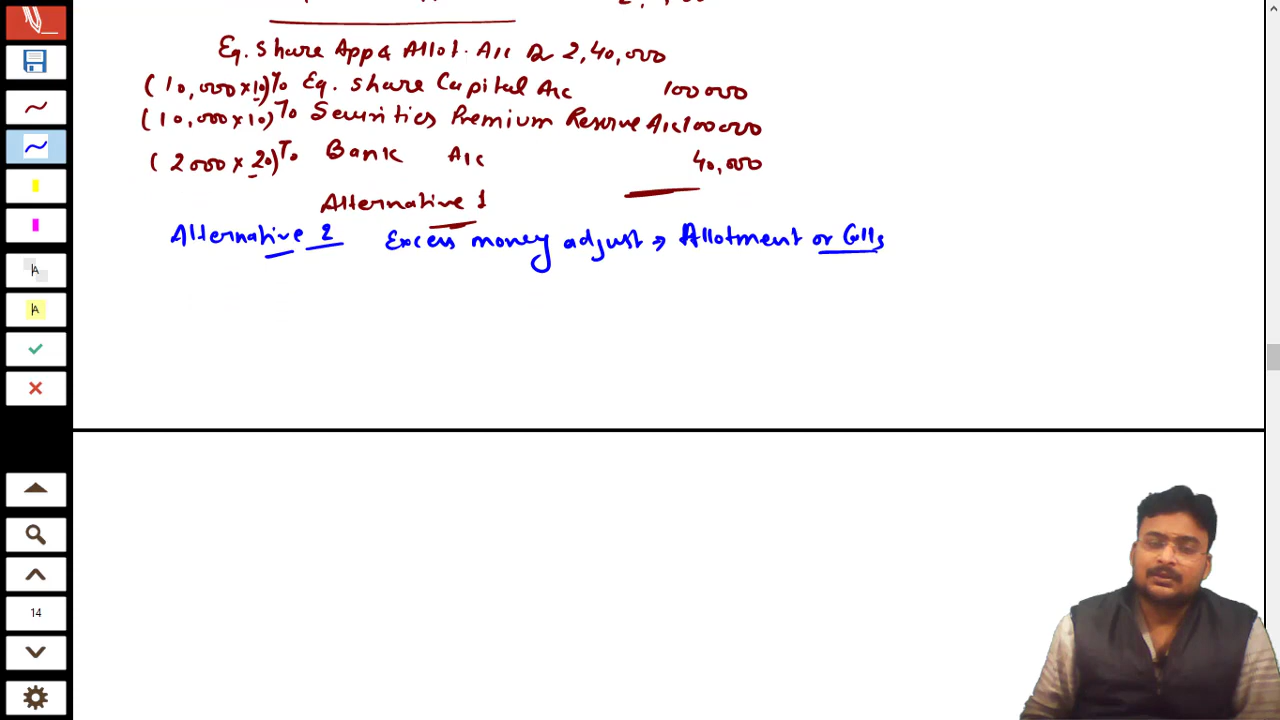 Eq. Share App & Allot. A/c Dr 2,40,000
(10,000×10) To Eq. Share Capital A/c 100000
(10,000×10) To Securities Premium Reserve A/c 100000
(2000×20) To Bank A/c 40,000
Alternative 1
Alternative 2 Excess money adjust → Allotment or Calls
14